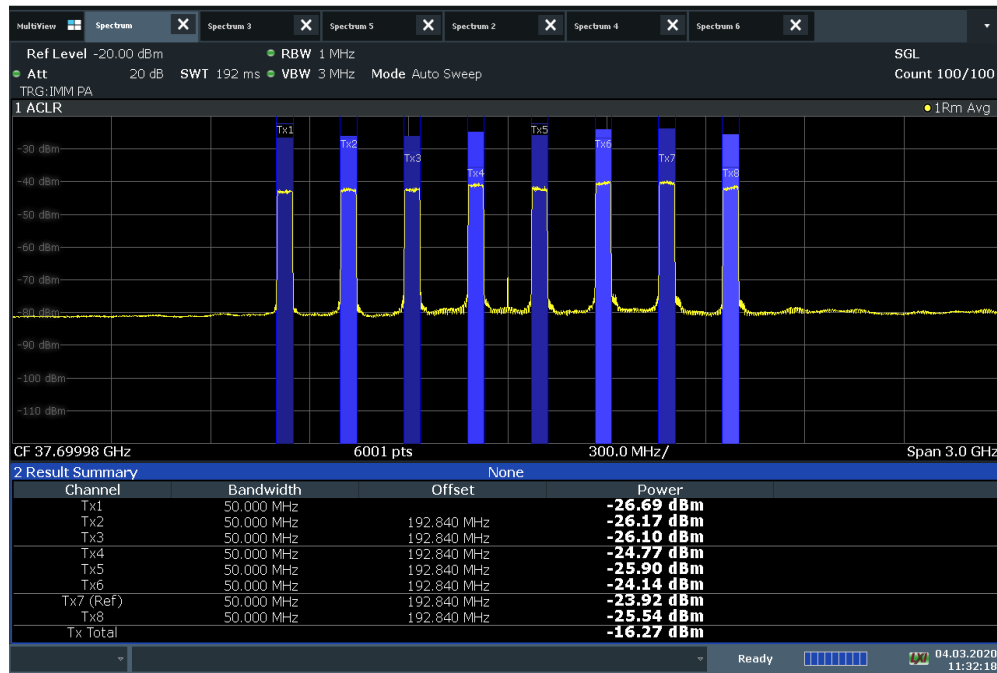 MultiView Spectrum X Spectrum 3 X Spectrum 5 X Spectrum 2 X Spectrum 4 X Spectrum 6 X
Ref Level -20.00 dBm RBW 1 MHz SGL
Att 20 dB SWT 192 ms VBW 3 MHz Mode Auto Sweep Count 100/100
TRG:IMM PA
1 ACLR 1Rm Avg
Tx1 Tx5
Tx2 Tx6
-30 dBm
Tx3 Tx7
Tx4 Tx8
-40 dBm
-50 dBm
-60 dBm
-70 dBm
-80 dBm
-90 dBm
-100 dBm
-110 dBm
CF 37.69998 GHz 6001 pts 300.0 MHz/ Span 3.0 GHz
2 Result Summary None
Channel Bandwidth Offset Power
Tx1 50.000 MHz -26.69 dBm
Tx2 50.000 MHz 192.840 MHz -26.17 dBm
Tx3 50.000 MHz 192.840 MHz -26.10 dBm
Tx4 50.000 MHz 192.840 MHz -24.77 dBm
Tx5 50.000 MHz 192.840 MHz -25.90 dBm
Tx6 50.000 MHz 192.840 MHz -24.14 dBm
Tx7 (Ref) 50.000 MHz 192.840 MHz -23.92 dBm
Tx8 50.000 MHz 192.840 MHz -25.54 dBm
Tx Total -16.27 dBm
Ready LXI 04.03.2020
11:32:18